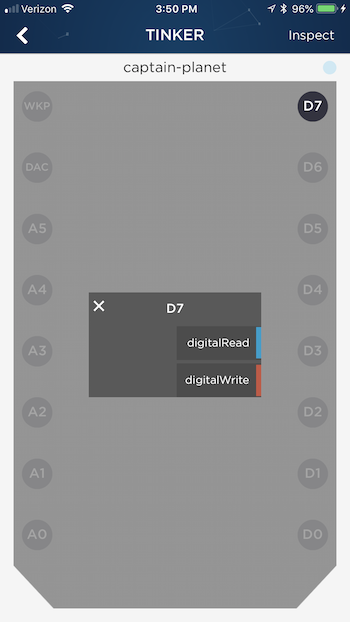 Verizon 3:50 PM 96%
TINKER Inspect
captain-planet
WKP D7
DAC D6
A5 D5
A4 D4
D7
digitalRead
A3 D3
digitalWrite
A2 D2
A1 D1
A0 D0